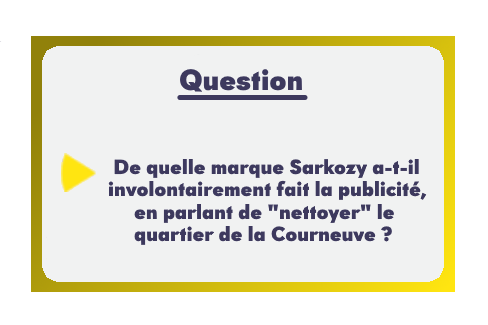 Question
De quelle marque Sarkozy a-t-il
involontairement fait la publicité,
en parlant de "nettoyer" le
quartier de la Courneuve ?